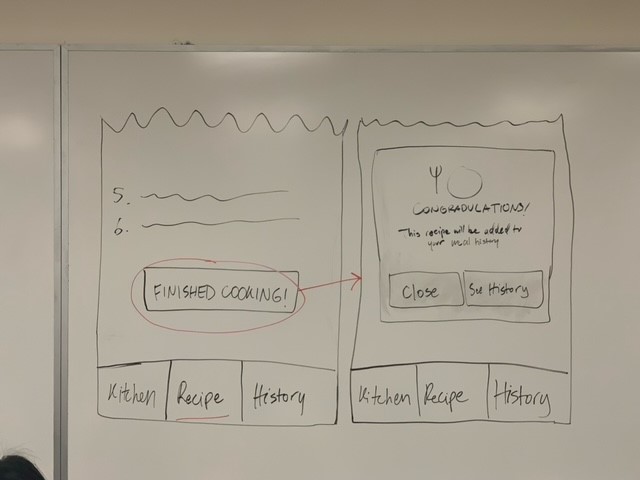 5.
6.
FINISHED COOKING!
Kitchen Recipe History
CONGRADULATIONS!
This recipe will be added to
your meal history
Close See History
Kitchen Recipe History